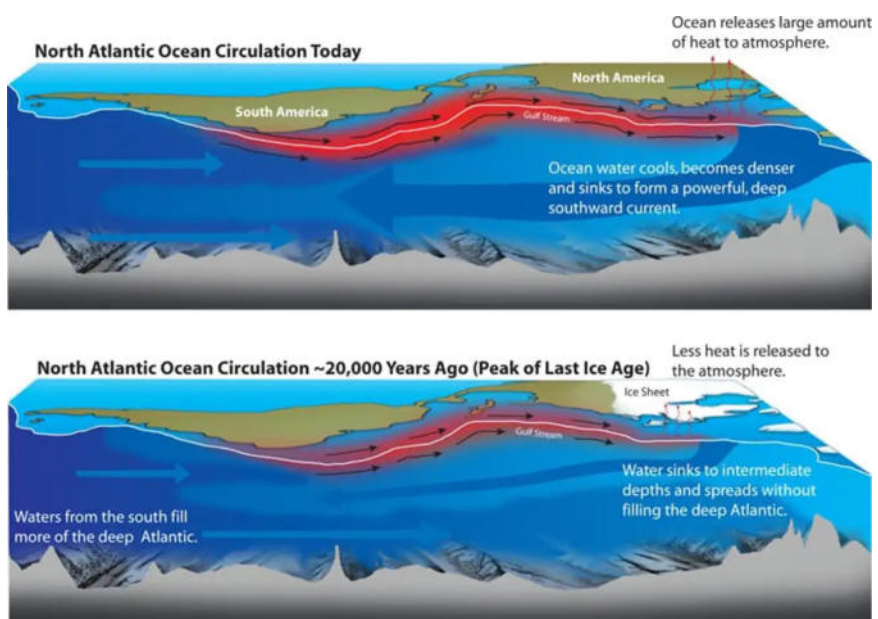 Ocean releases large amount
of heat to atmosphere.
North Atlantic Ocean Circulation Today
North America
South America
Gulf Stream
Ocean water cools, becomes denser
and sinks to form a powerful, deep
southward current.
Less heat is released to
the atmosphere.
North Atlantic Ocean Circulation ~20,000 Years Ago (Peak of Last Ice Age)
Ice Sheet
Gulf Stream
Water sinks to intermediate
depths and spreads without
filling the deep Atlantic.
Waters from the south fill
more of the deep Atlantic.